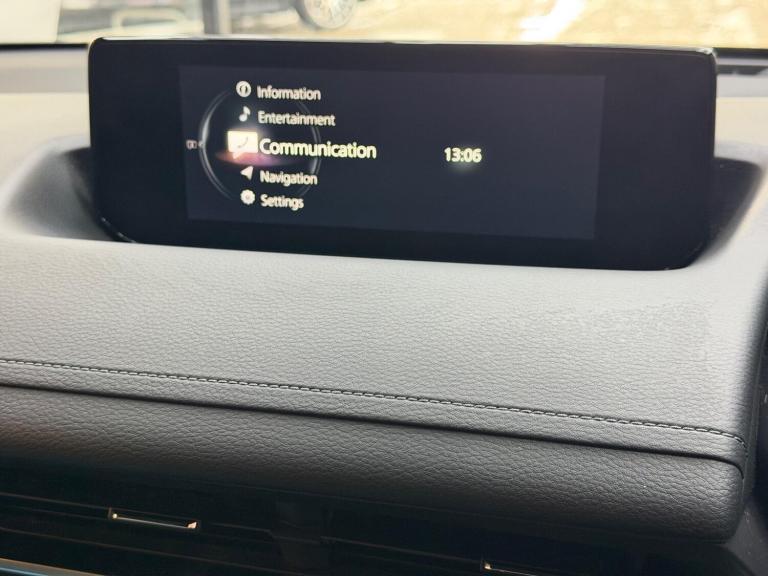 Information
Entertainment
Communication
13:06
Navigation
Settings